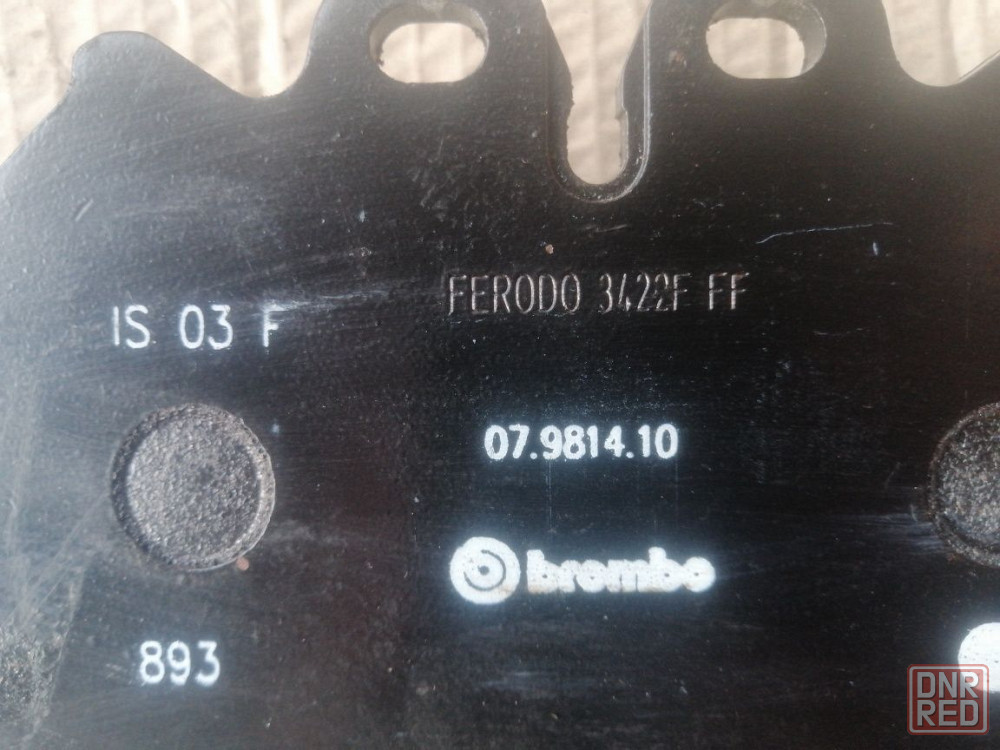 FERODO 3422F FF
IS 03 F
07.9814.10
brembo
893
DNR
RED